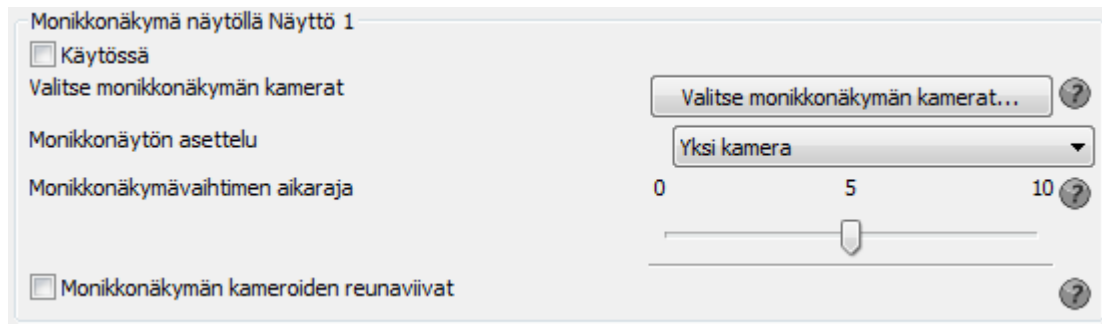 Monikkonäkymä näytöllä Näyttö 1
Käytössä
Valitse monikkonäkymän kamerat
Valitse monikkonäkymän kamerat...
?
Monikkonäytön asettelu
Yksi kamera
Monikkonäkymävaihtimen aikaraja
0 5 10
?
Monikkonäkymän kameroiden reunaviivat
?